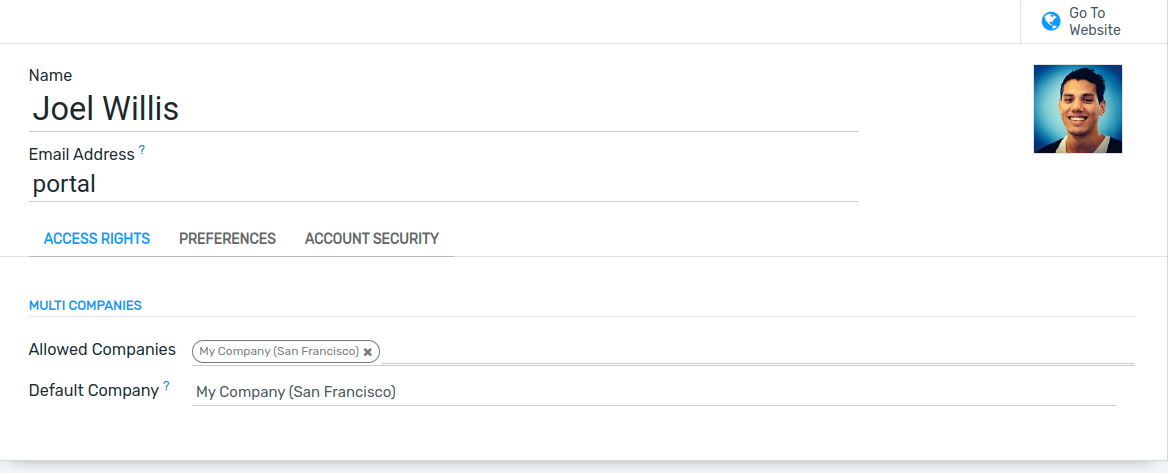 Go To
Website
Name
Joel Willis
Email Address ?
portal
ACCESS RIGHTS PREFERENCES ACCOUNT SECURITY
MULTI COMPANIES
Allowed Companies My Company (San Francisco) ×
Default Company ? My Company (San Francisco)